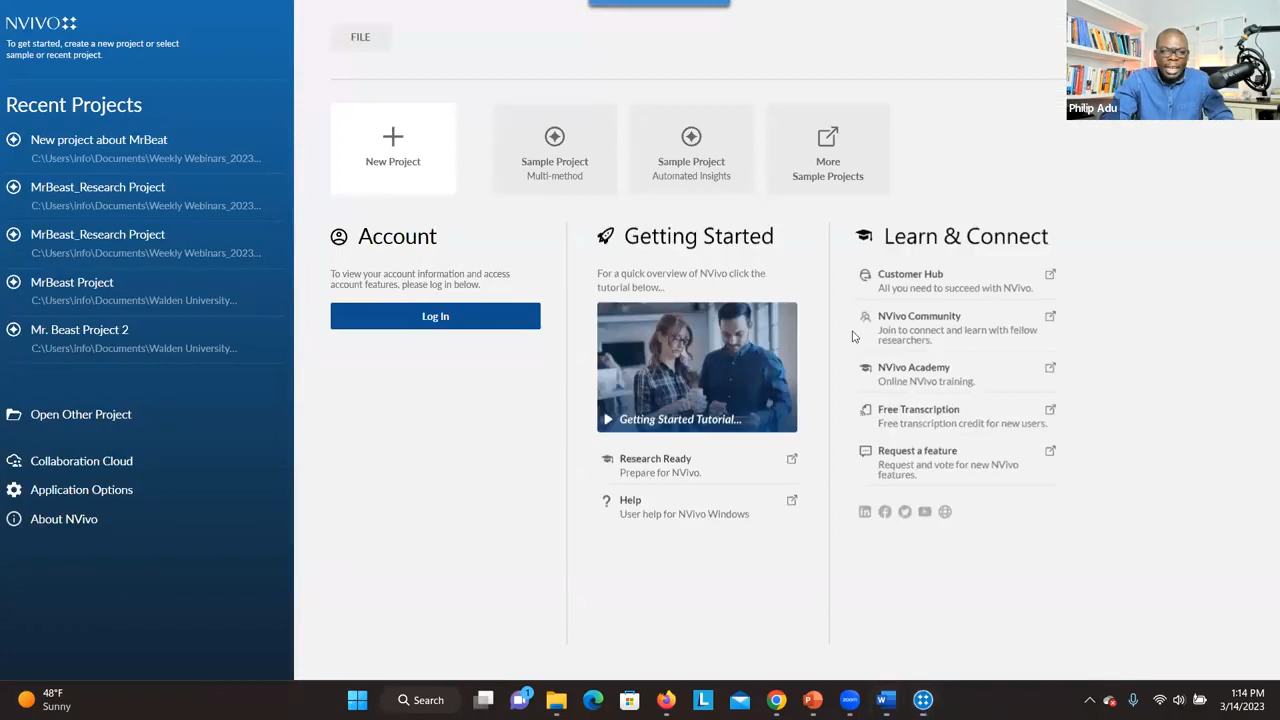 NVIVO
To get started, create a new project or select
sample or recent project.
Recent Projects
New project about MrBeat
C:\Users\info\Documents\Weekly Webinars_2023...
MrBeast_Research Project
C:\Users\info\Documents\Weekly Webinars_2023...
MrBeast_Research Project
C:\Users\info\Documents\Weekly Webinars_2023...
MrBeast Project
C:\Users\info\Documents\Walden University...
Mr. Beast Project 2
C:\Users\info\Documents\Walden University...
Open Other Project
Collaboration Cloud
Application Options
About NVivo
FILE
New Project
Sample Project
Multi-method
Sample Project
Automated Insights
More
Sample Projects
Account
To view your account information and access
account features, please log in below.
Log In
Getting Started
For a quick overview of NVivo click the
tutorial below...
Getting Started Tutorial...
Research Ready
Prepare for NVivo.
Help
User help for NVivo Windows
Learn & Connect
Customer Hub
All you need to succeed with NVivo.
NVivo Community
Join to connect and learn with fellow
researchers.
NVivo Academy
Online NVivo training.
Free Transcription
Free transcription credit for new users.
Request a feature
Request and vote for new NVivo
features.
Philip Adu
48°F
Sunny
Search
1
1:14 PM
3/14/2023